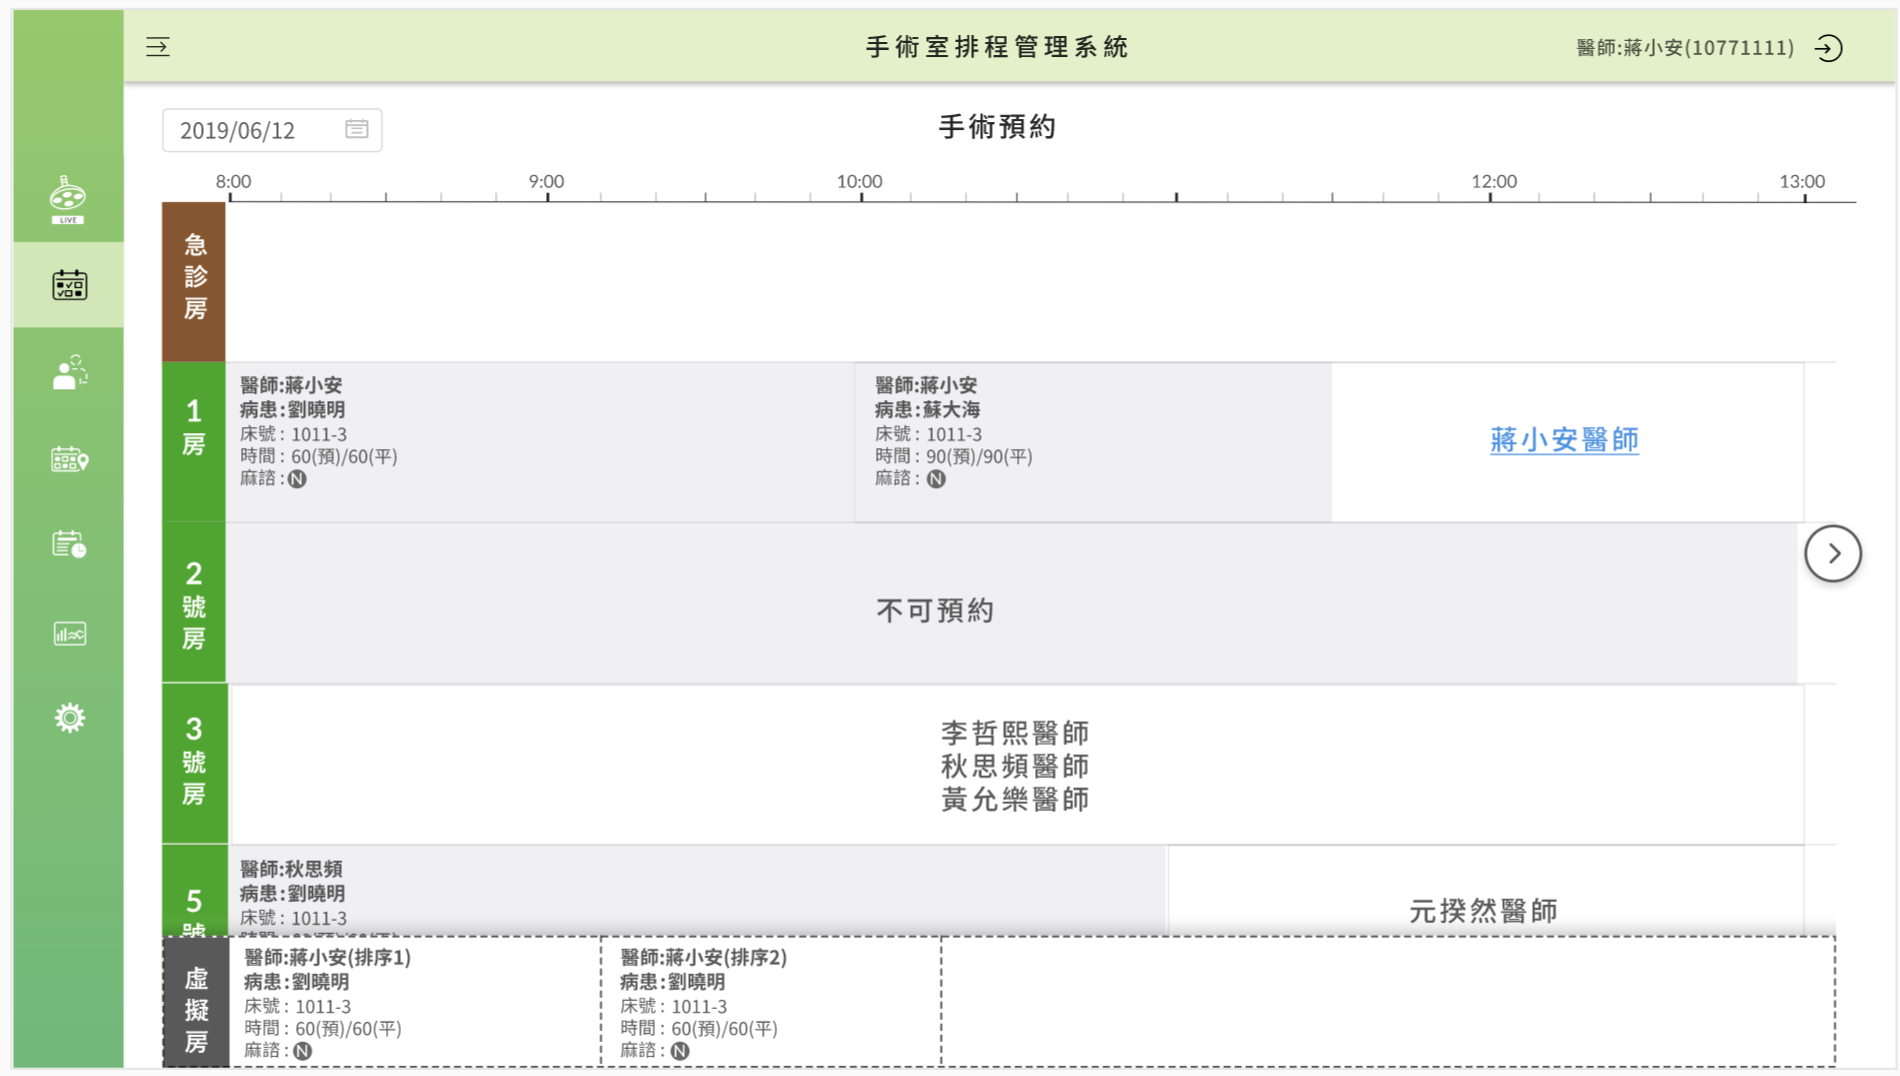 手術室排程管理系統
醫師:蔣小安(10771111)
2019/06/12
手術預約
8:00
9:00
10:00
12:00
13:00
LIVE
急診房
1房
醫師:蔣小安
病患:劉曉明
床號: 1011-3
時間: 60(預)/60(平)
麻諮: N
醫師:蔣小安
病患:蘇大海
床號: 1011-3
時間: 90(預)/90(平)
麻諮: N
蔣小安醫師
2號房
不可預約
3號房
李哲熙醫師
秋思頻醫師
黃允樂醫師
5號
醫師:秋思頻
病患:劉曉明
床號: 1011-3
元揆然醫師
虛擬房
醫師:蔣小安(排序1)
病患:劉曉明
床號: 1011-3
時間: 60(預)/60(平)
麻諮: N
醫師:蔣小安(排序2)
病患:劉曉明
床號: 1011-3
時間: 60(預)/60(平)
麻諮: N